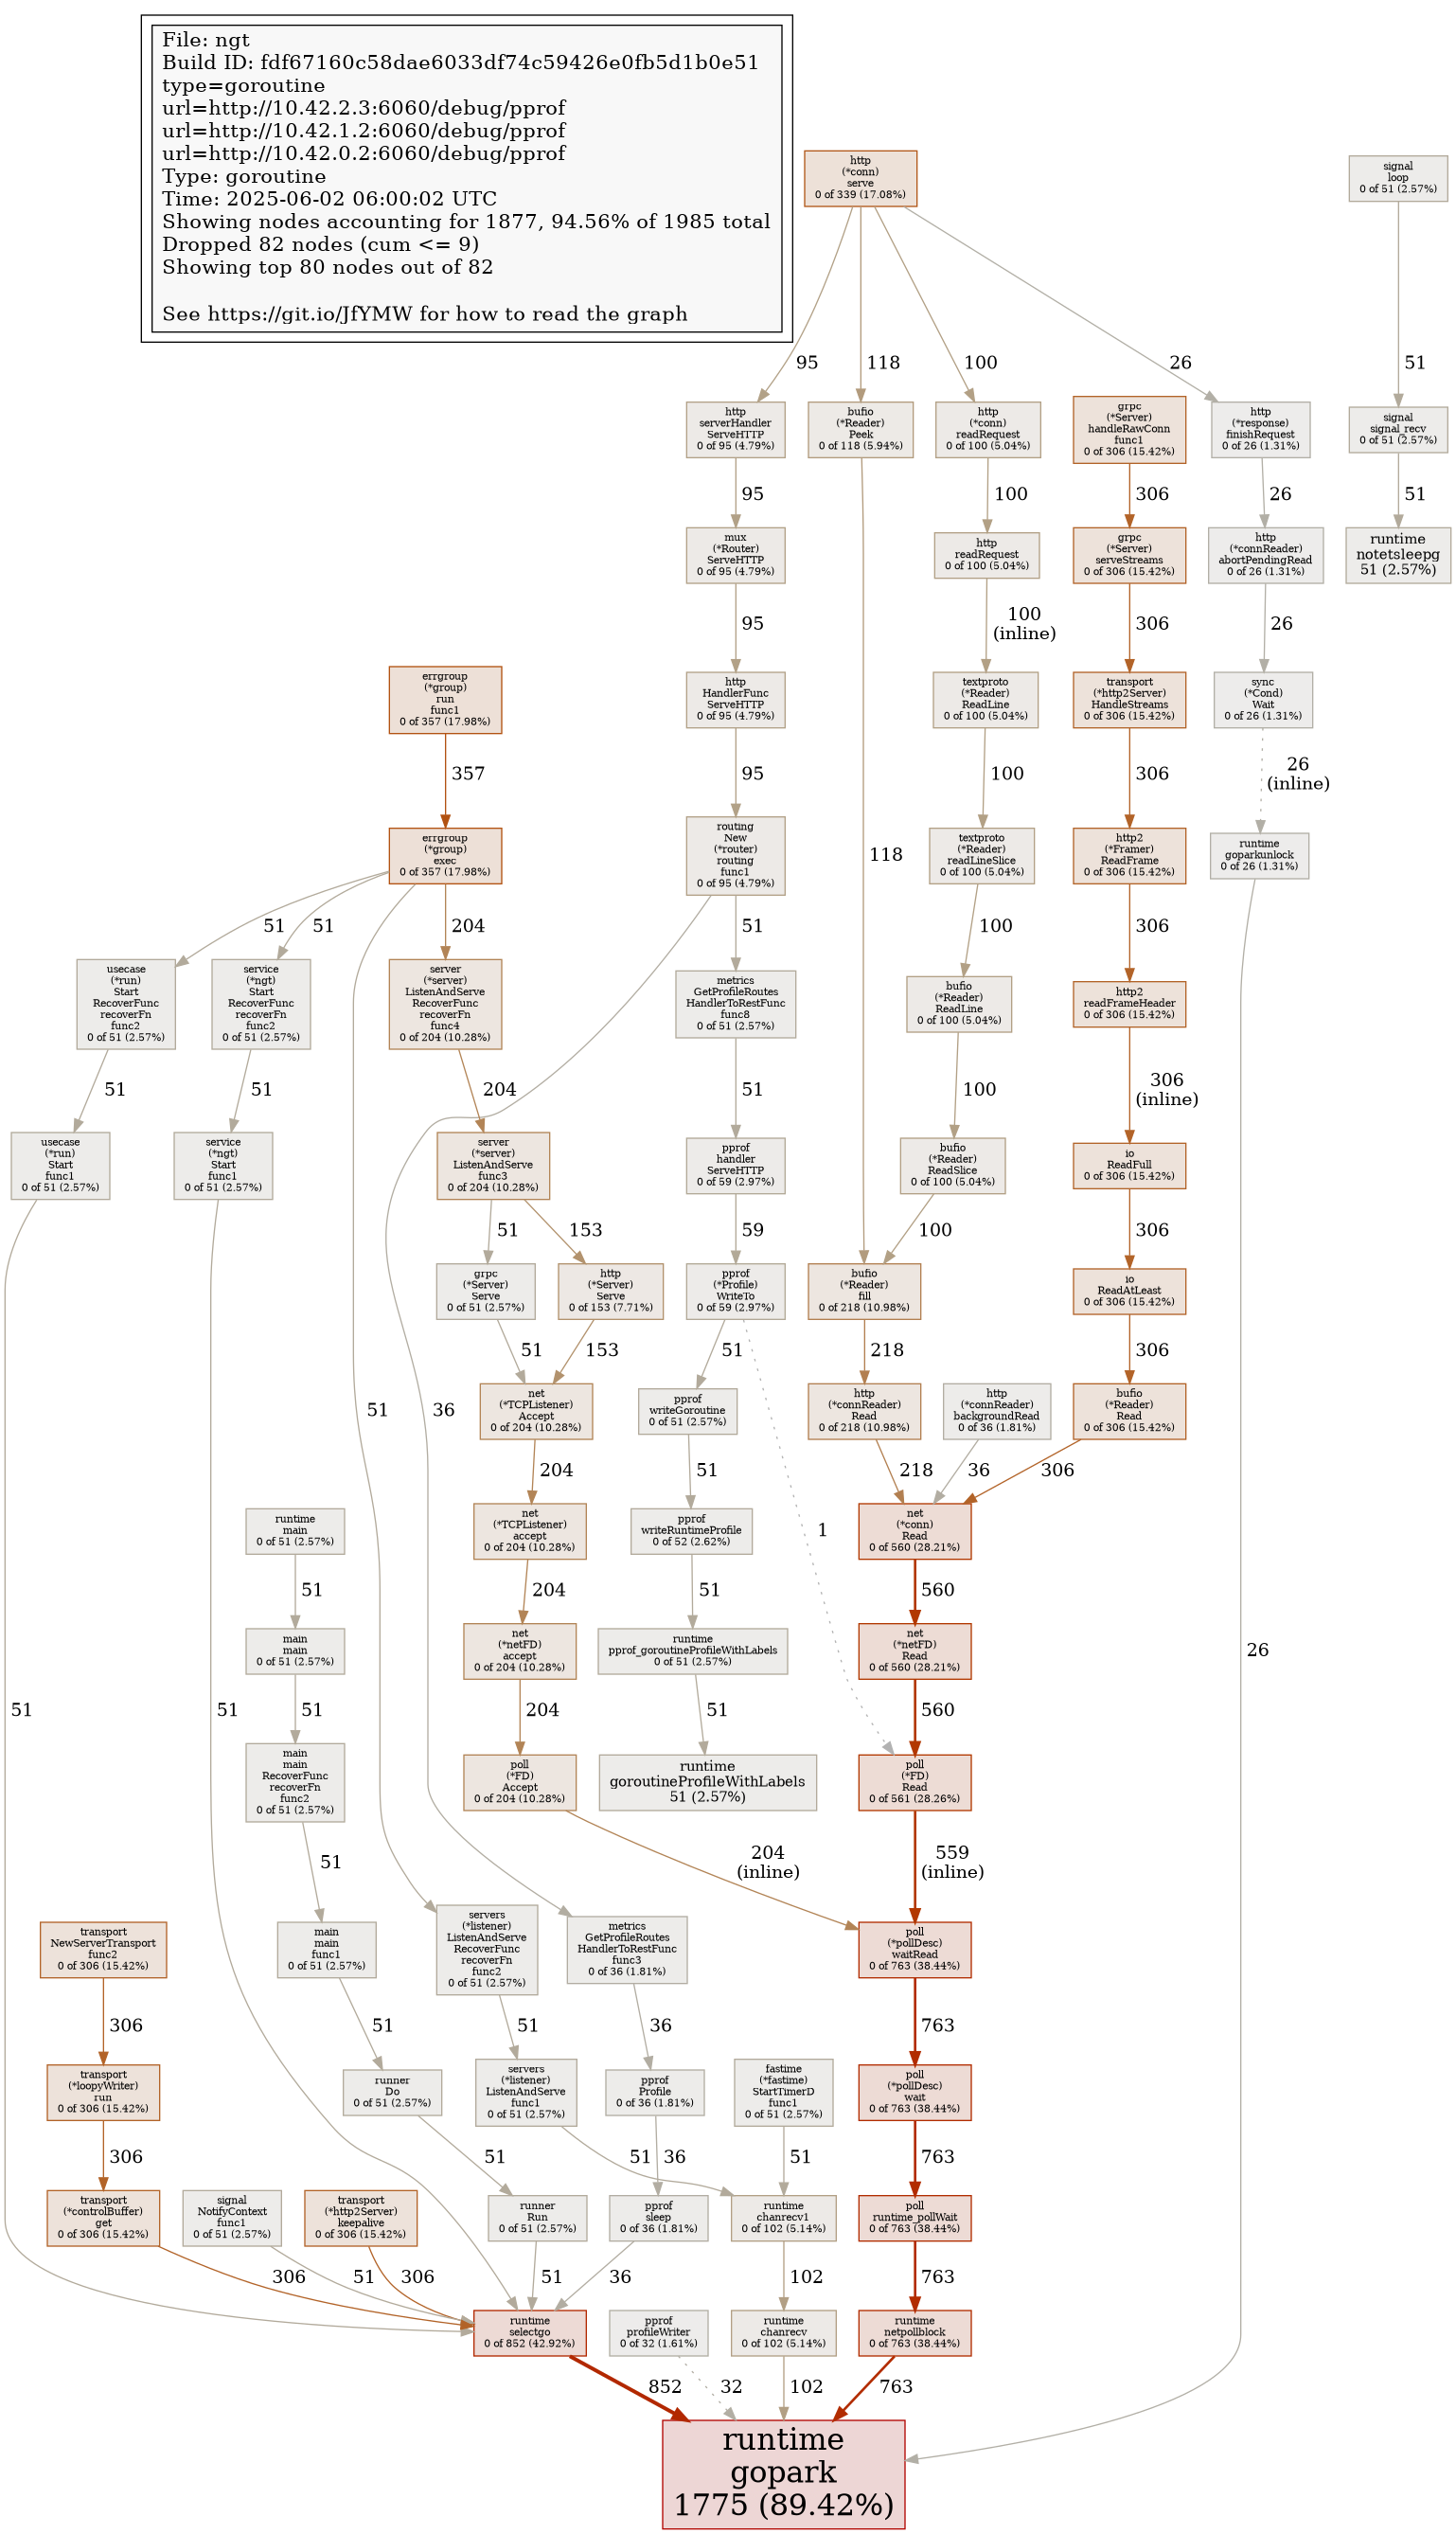 File: ngt
Build ID: fdf67160c58dae6033df74c59426e0fb5d1b0e51
type=goroutine
url=http://10.42.2.3:6060/debug/pprof
url=http://10.42.1.2:6060/debug/pprof
url=http://10.42.0.2:6060/debug/pprof
Type: goroutine
Time: 2025-06-02 06:00:02 UTC
Showing nodes accounting for 1877, 94.56% of 1985 total
Dropped 82 nodes (cum <= 9)
Showing top 80 nodes out of 82
See https://git.io/JfYMW for how to read the graph
http
(*conn)
serve
0 of 339 (17.08%)
signal
loop
0 of 51 (2.57%)
95
118
100
26
51
http
serverHandler
ServeHTTP
0 of 95 (4.79%)
bufio
(*Reader)
Peek
0 of 118 (5.94%)
http
(*conn)
readRequest
0 of 100 (5.04%)
grpc
(*Server)
handleRawConn
func1
0 of 306 (15.42%)
http
(*response)
finishRequest
0 of 26 (1.31%)
signal
signal_recv
0 of 51 (2.57%)
95
100
306
26
51
mux
(*Router)
ServeHTTP
0 of 95 (4.79%)
http
readRequest
0 of 100 (5.04%)
grpc
(*Server)
serveStreams
0 of 306 (15.42%)
http
(*connReader)
abortPendingRead
0 of 26 (1.31%)
runtime
notetsleepg
51 (2.57%)
95
100
(inline)
306
26
errgroup
(*group)
run
func1
0 of 357 (17.98%)
http
HandlerFunc
ServeHTTP
0 of 95 (4.79%)
textproto
(*Reader)
ReadLine
0 of 100 (5.04%)
transport
(*http2Server)
HandleStreams
0 of 306 (15.42%)
sync
(*Cond)
Wait
0 of 26 (1.31%)
357
95
100
306
26
(inline)
errgroup
(*group)
exec
0 of 357 (17.98%)
routing
New
(*router)
routing
func1
0 of 95 (4.79%)
118
textproto
(*Reader)
readLineSlice
0 of 100 (5.04%)
http2
(*Framer)
ReadFrame
0 of 306 (15.42%)
runtime
goparkunlock
0 of 26 (1.31%)
51
51
204
51
100
306
usecase
(*run)
Start
RecoverFunc
recoverFn
func2
0 of 51 (2.57%)
service
(*ngt)
Start
RecoverFunc
recoverFn
func2
0 of 51 (2.57%)
server
(*server)
ListenAndServe
RecoverFunc
recoverFn
func4
0 of 204 (10.28%)
metrics
GetProfileRoutes
HandlerToRestFunc
func8
0 of 51 (2.57%)
bufio
(*Reader)
ReadLine
0 of 100 (5.04%)
http2
readFrameHeader
0 of 306 (15.42%)
51
51
204
51
100
306
(inline)
usecase
(*run)
Start
func1
0 of 51 (2.57%)
service
(*ngt)
Start
func1
0 of 51 (2.57%)
server
(*server)
ListenAndServe
func3
0 of 204 (10.28%)
pprof
handler
ServeHTTP
0 of 59 (2.97%)
bufio
(*Reader)
ReadSlice
0 of 100 (5.04%)
io
ReadFull
0 of 306 (15.42%)
51
153
59
100
306
grpc
(*Server)
Serve
0 of 51 (2.57%)
http
(*Server)
Serve
0 of 153 (7.71%)
pprof
(*Profile)
WriteTo
0 of 59 (2.97%)
bufio
(*Reader)
fill
0 of 218 (10.98%)
io
ReadAtLeast
0 of 306 (15.42%)
51
153
51
218
306
51
36
net
(*TCPListener)
Accept
0 of 204 (10.28%)
pprof
writeGoroutine
0 of 51 (2.57%)
http
(*connReader)
Read
0 of 218 (10.98%)
http
(*connReader)
backgroundRead
0 of 36 (1.81%)
bufio
(*Reader)
Read
0 of 306 (15.42%)
204
51
218
36
306
runtime
main
0 of 51 (2.57%)
net
(*TCPListener)
accept
0 of 204 (10.28%)
pprof
writeRuntimeProfile
0 of 52 (2.62%)
1
net
(*conn)
Read
0 of 560 (28.21%)
51
204
51
560
main
main
0 of 51 (2.57%)
net
(*netFD)
accept
0 of 204 (10.28%)
runtime
pprof_goroutineProfileWithLabels
0 of 51 (2.57%)
net
(*netFD)
Read
0 of 560 (28.21%)
26
51
51
51
204
51
560
main
main
RecoverFunc
recoverFn
func2
0 of 51 (2.57%)
poll
(*FD)
Accept
0 of 204 (10.28%)
runtime
goroutineProfileWithLabels
51 (2.57%)
poll
(*FD)
Read
0 of 561 (28.26%)
51
204
(inline)
559
(inline)
transport
NewServerTransport
func2
0 of 306 (15.42%)
main
main
func1
0 of 51 (2.57%)
servers
(*listener)
ListenAndServe
RecoverFunc
recoverFn
func2
0 of 51 (2.57%)
metrics
GetProfileRoutes
HandlerToRestFunc
func3
0 of 36 (1.81%)
poll
(*pollDesc)
waitRead
0 of 763 (38.44%)
306
51
51
36
763
transport
(*loopyWriter)
run
0 of 306 (15.42%)
runner
Do
0 of 51 (2.57%)
servers
(*listener)
ListenAndServe
func1
0 of 51 (2.57%)
pprof
Profile
0 of 36 (1.81%)
fastime
(*fastime)
StartTimerD
func1
0 of 51 (2.57%)
poll
(*pollDesc)
wait
0 of 763 (38.44%)
306
51
51
36
51
763
transport
(*controlBuffer)
get
0 of 306 (15.42%)
signal
NotifyContext
func1
0 of 51 (2.57%)
transport
(*http2Server)
keepalive
0 of 306 (15.42%)
runner
Run
0 of 51 (2.57%)
pprof
sleep
0 of 36 (1.81%)
runtime
chanrecv1
0 of 102 (5.14%)
poll
runtime_pollWait
0 of 763 (38.44%)
306
51
306
51
36
102
763
runtime
selectgo
0 of 852 (42.92%)
pprof
profileWriter
0 of 32 (1.61%)
runtime
chanrecv
0 of 102 (5.14%)
runtime
netpollblock
0 of 763 (38.44%)
852
32
102
763
runtime
gopark
1775 (89.42%)